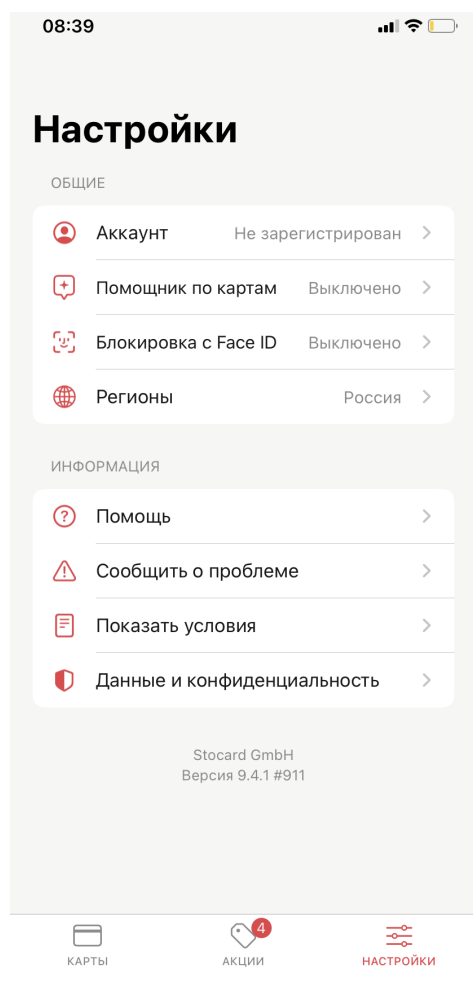 08:39
Настройки
ОБЩИЕ
Аккаунт Не зарегистрирован
Помощник по картам Выключено
Блокировка с Face ID Выключено
Регионы Россия
ИНФОРМАЦИЯ
Помощь
Сообщить о проблеме
Показать условия
Данные и конфиденциальность
Stocard GmbH
Версия 9.4.1 #911
4
КАРТЫ АКЦИИ НАСТРОЙКИ